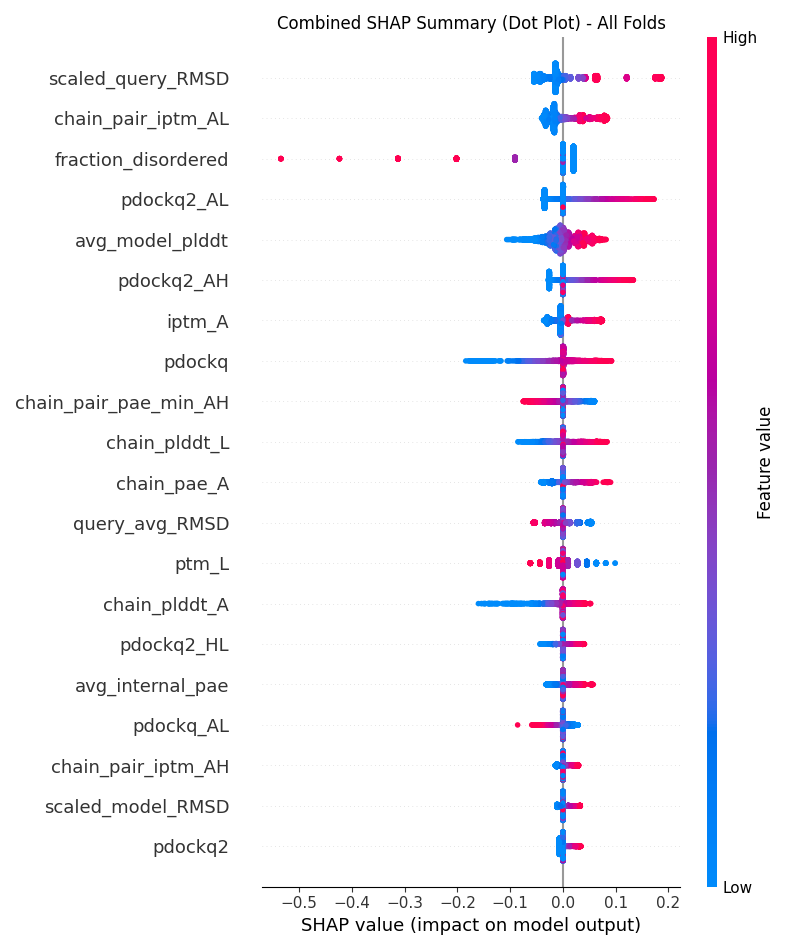 Combined SHAP Summary (Dot Plot) - All Folds
High
scaled_query_RMSD
chain_pair_iptm_AL
fraction_disordered
pdockq2_AL
avg_model_plddt
pdockq2_AH
iptm_A
pdockq
chain_pair_pae_min_AH
chain_plddt_L
chain_pae_A
query_avg_RMSD
ptm_L
chain_plddt_A
pdockq2_HL
avg_internal_pae
pdockq_AL
chain_pair_iptm_AH
scaled_model_RMSD
pdockq2
Feature value
Low
−0.5 −0.4 −0.3 −0.2 −0.1 0.0 0.1 0.2
SHAP value (impact on model output)